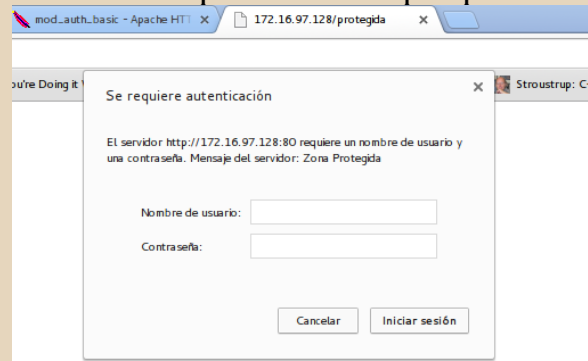 mod_auth_basic - Apache HTT
172.16.97.128/protegida
ou're Doing it
Stroustrup: C
Se requiere autenticación
El servidor http://172.16.97.128:80 requiere un nombre de usuario y
una contraseña. Mensaje del servidor: Zona Protegida
Nombre de usuario:
Contraseña:
Cancelar
Iniciar sesión